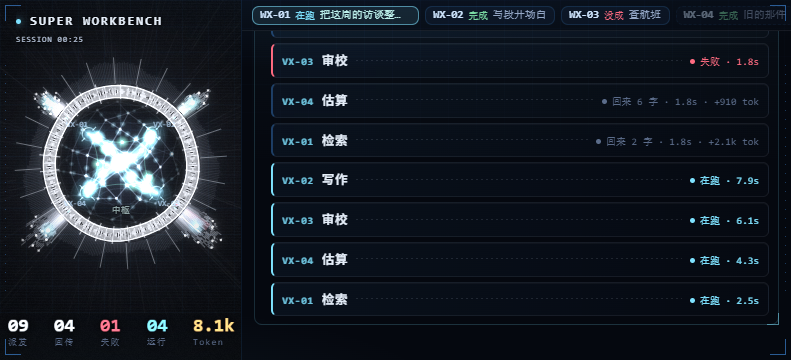 SUPER WORKBENCH
SESSION 00:25
VX-01
中枢
09 04 01 04 8.1k
派发 回传 失败 运行 Token
WX-01 在跑 把这周的访谈整…
WX-02 完成
WX-03 没成 查航班
WX-04 完成 旧的那件
VX-03 审校 失败 · 1.8s
VX-04 估算 回来 6 字 · 1.8s · +910 tok
VX-01 检索 回来 2 字 · 1.8s · +2.1k tok
VX-02 写作 在跑 · 7.9s
VX-03 审校 在跑 · 6.1s
VX-04 估算 在跑 · 4.3s
VX-01 检索 在跑 · 2.5s